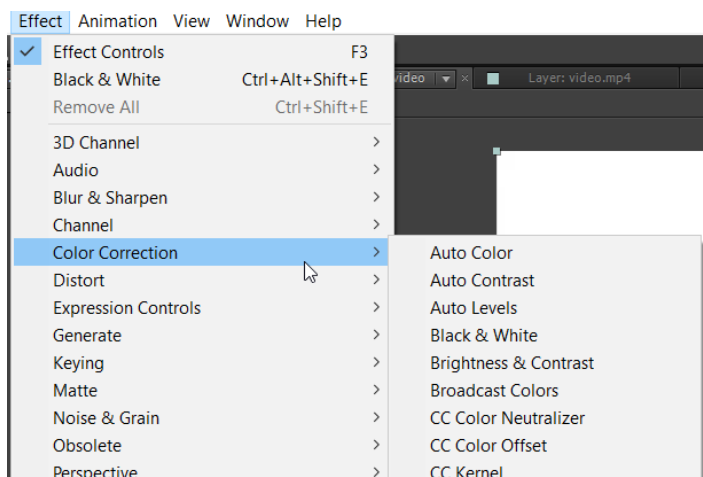 Effect Animation View Window Help
Effect Controls F3
Black & White Ctrl+Alt+Shift+E
Remove All Ctrl+Shift+E
video
Layer: video.mp4
3D Channel
Audio
Blur & Sharpen
Channel
Color Correction
Distort
Expression Controls
Generate
Keying
Matte
Noise & Grain
Obsolete
Perspective
Auto Color
Auto Contrast
Auto Levels
Black & White
Brightness & Contrast
Broadcast Colors
CC Color Neutralizer
CC Color Offset
CC Kernel